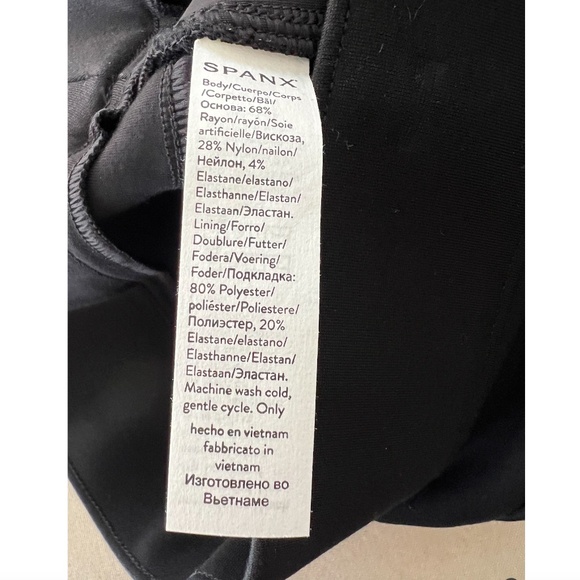 SPANX
Body/Cuerpo/Corps
/Corpetto/Bål/
Основа: 68%
Rayon/rayón/Soie
artificielle/Вискоза,
28% Nylon/nailon/
Нейлон, 4%
Elastane/elastano/
Elasthanne/Elastan/
Elastaan/Эластан.
Lining/Forro/
Doublure/Futter/
Fodera/Voering/
Foder/Подкладка:
80% Polyester/
poliéster/Poliestere/
Полиэстер, 20%
Elastane/elastano/
Elasthanne/Elastan/
Elastaan/Эластан.
Machine wash cold,
gentle cycle. Only
hecho en vietnam
fabbricato in
vietnam
Изготовлено во
Вьетнаме